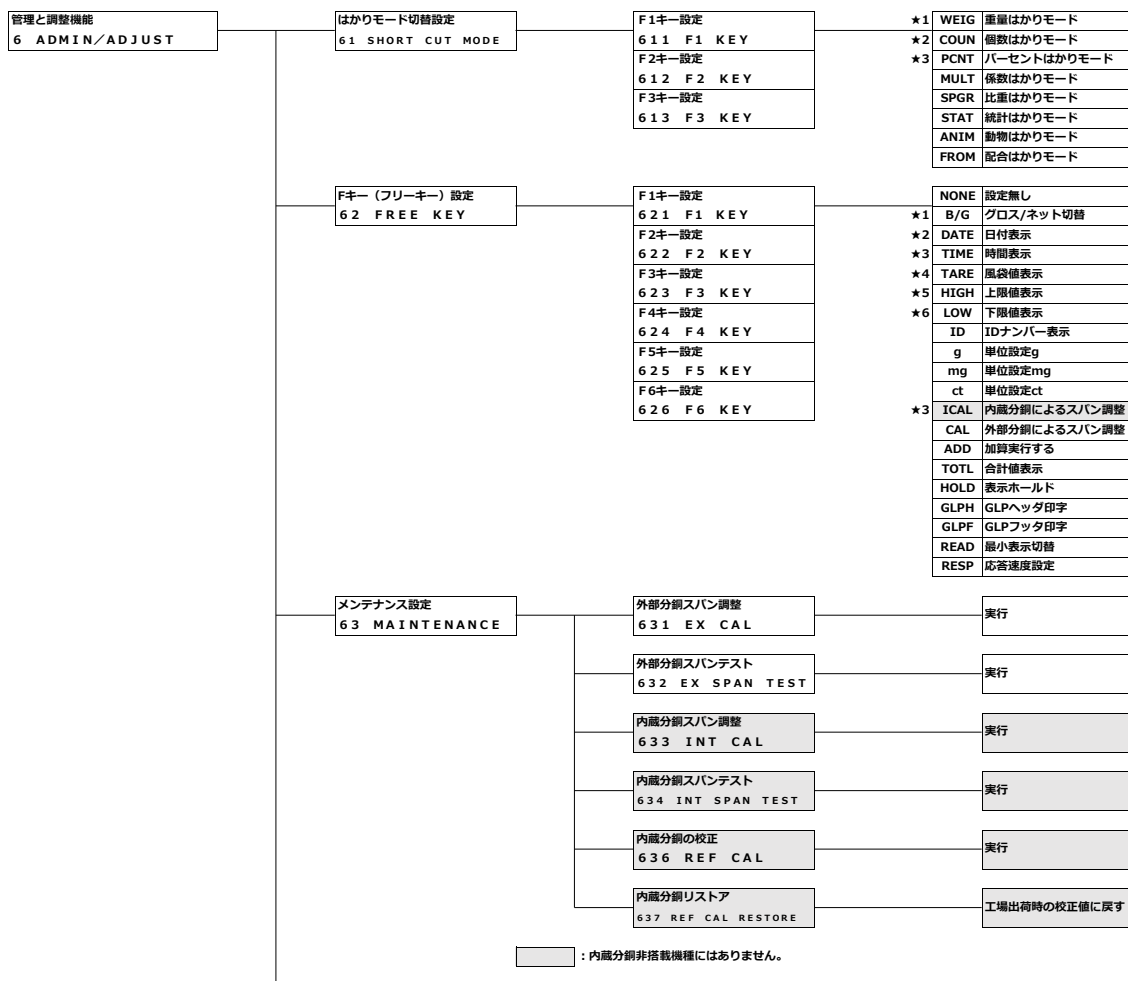 管理と調整機能
6 ADMIN／ADJUST
はかりモード切替設定
61 SHORT CUT MODE
F1キー設定
611 F1 KEY
F2キー設定
612 F2 KEY
F3キー設定
613 F3 KEY
★1 WEIG 重量はかりモード
★2 COUN 個数はかりモード
★3 PCNT パーセントはかりモード
MULT 係数はかりモード
SPGR 比重はかりモード
STAT 統計はかりモード
ANIM 動物はかりモード
FROM 配合はかりモード
Fキー（フリーキー）設定
62 FREE KEY
F1キー設定
621 F1 KEY
F2キー設定
622 F2 KEY
F3キー設定
623 F3 KEY
F4キー設定
624 F4 KEY
F5キー設定
625 F5 KEY
F6キー設定
626 F6 KEY
NONE 設定無し
★1 B/G グロス/ネット切替
★2 DATE 日付表示
★3 TIME 時間表示
★4 TARE 風袋値表示
★5 HIGH 上限値表示
★6 LOW 下限値表示
ID IDナンバー表示
g 単位設定g
mg 単位設定mg
ct 単位設定ct
★3 ICAL 内蔵分銅によるスパン調整
CAL 外部分銅によるスパン調整
ADD 加算実行する
TOTL 合計値表示
HOLD 表示ホールド
GLPH GLPヘッダ印字
GLPF GLPフッタ印字
READ 最小表示切替
RESP 応答速度設定
メンテナンス設定
63 MAINTENANCE
外部分銅スパン調整
631 EX CAL
実行
外部分銅スパンテスト
632 EX SPAN TEST
実行
内蔵分銅スパン調整
633 INT CAL
実行
内蔵分銅スパンテスト
634 INT SPAN TEST
実行
内蔵分銅の校正
636 REF CAL
実行
内蔵分銅リストア
637 REF CAL RESTORE
工場出荷時の校正値に戻す
：内蔵分銅非搭載機種にはありません。